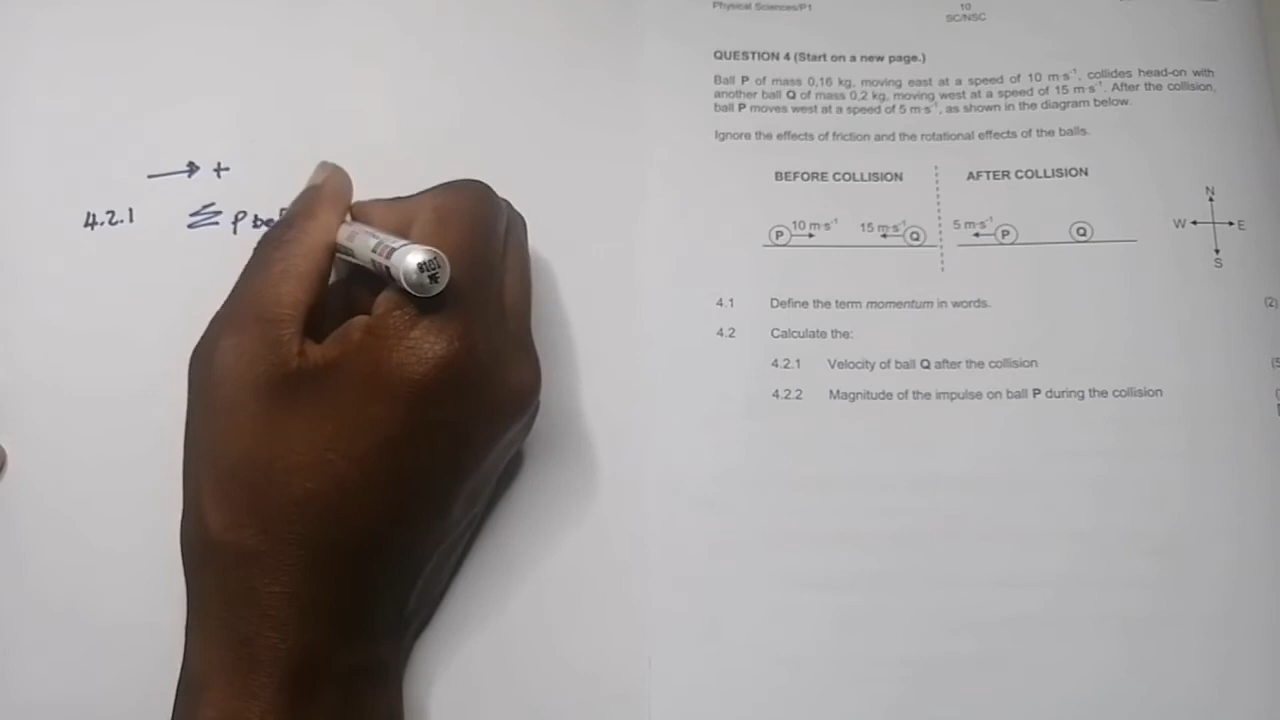 → +
4.2.1 Σ p bef
1018
Physical Sciences/P1
10
SC/NSC
QUESTION 4 (Start on a new page.)
Ball P of mass 0,16 kg, moving east at a speed of 10 m·s⁻¹, collides head-on with
another ball Q of mass 0,2 kg, moving west at a speed of 15 m·s⁻¹. After the collision,
ball P moves west at a speed of 5 m·s⁻¹, as shown in the diagram below.
Ignore the effects of friction and the rotational effects of the balls.
BEFORE COLLISION AFTER COLLISION
P 10 m·s⁻¹ 15 m·s⁻¹ Q 5 m·s⁻¹ P Q
N
W E
S
4.1 Define the term momentum in words. (2)
4.2 Calculate the:
4.2.1 Velocity of ball Q after the collision (5
4.2.2 Magnitude of the impulse on ball P during the collision